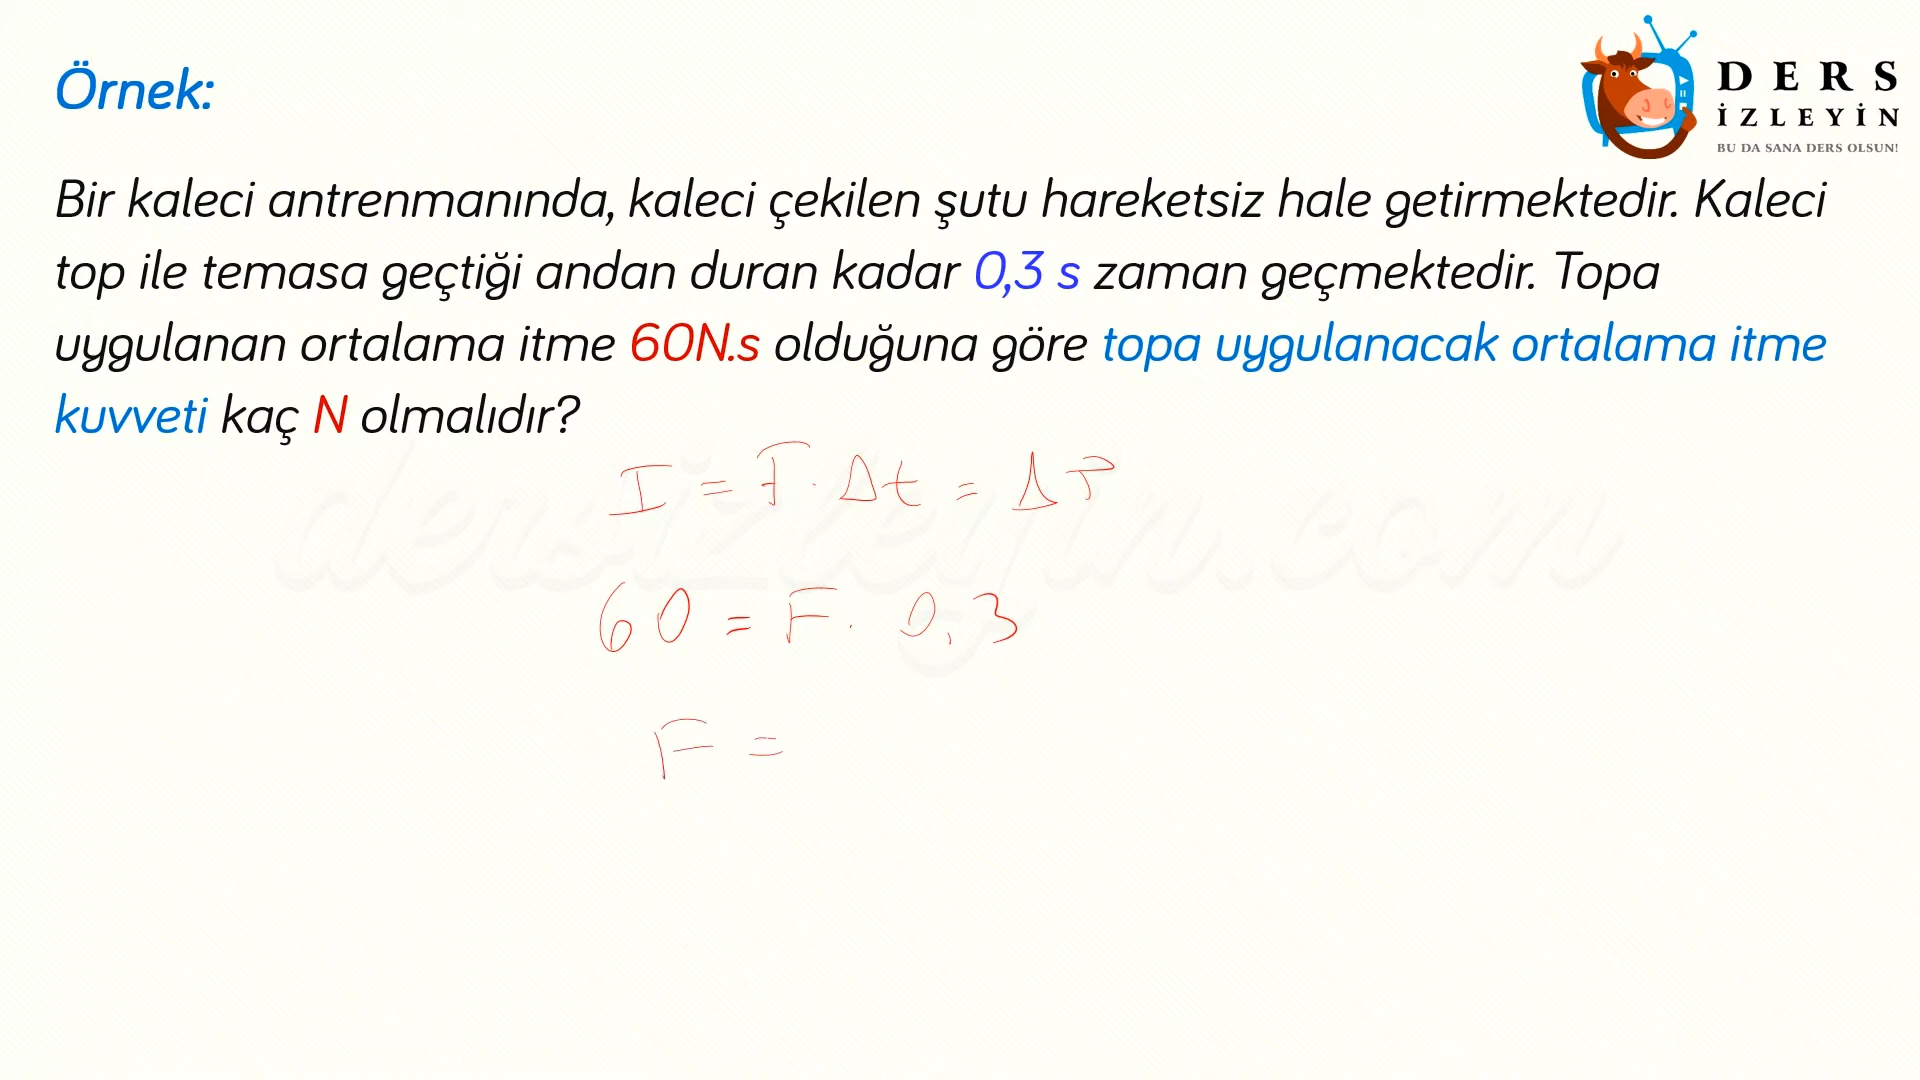 Örnek:
DERS
İZLEYİN
BU DA SANA DERS OLSUN!
Bir kaleci antrenmanında, kaleci çekilen şutu hareketsiz hale getirmektedir. Kaleci
top ile temasa geçtiği andan duran kadar 0,3 s zaman geçmektedir. Topa
uygulanan ortalama itme 60N.s olduğuna göre topa uygulanacak ortalama itme
kuvveti kaç N olmalıdır?
dersizleyin.com
I = F . Δt = ΔP
60 = F . 0,3
F =